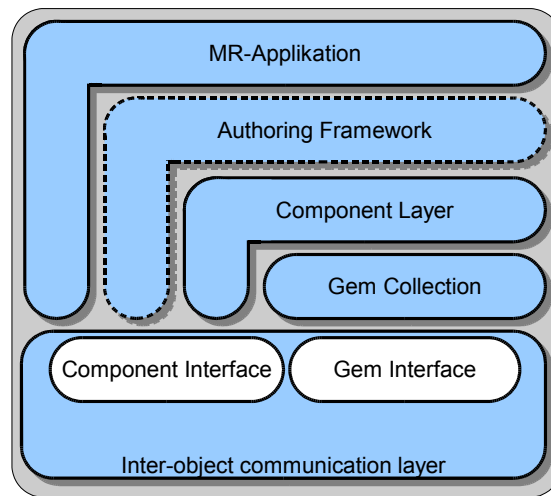 MR-Applikation
Authoring Framework
Component Layer
Gem Collection
Component Interface
Gem Interface
Inter-object communication layer